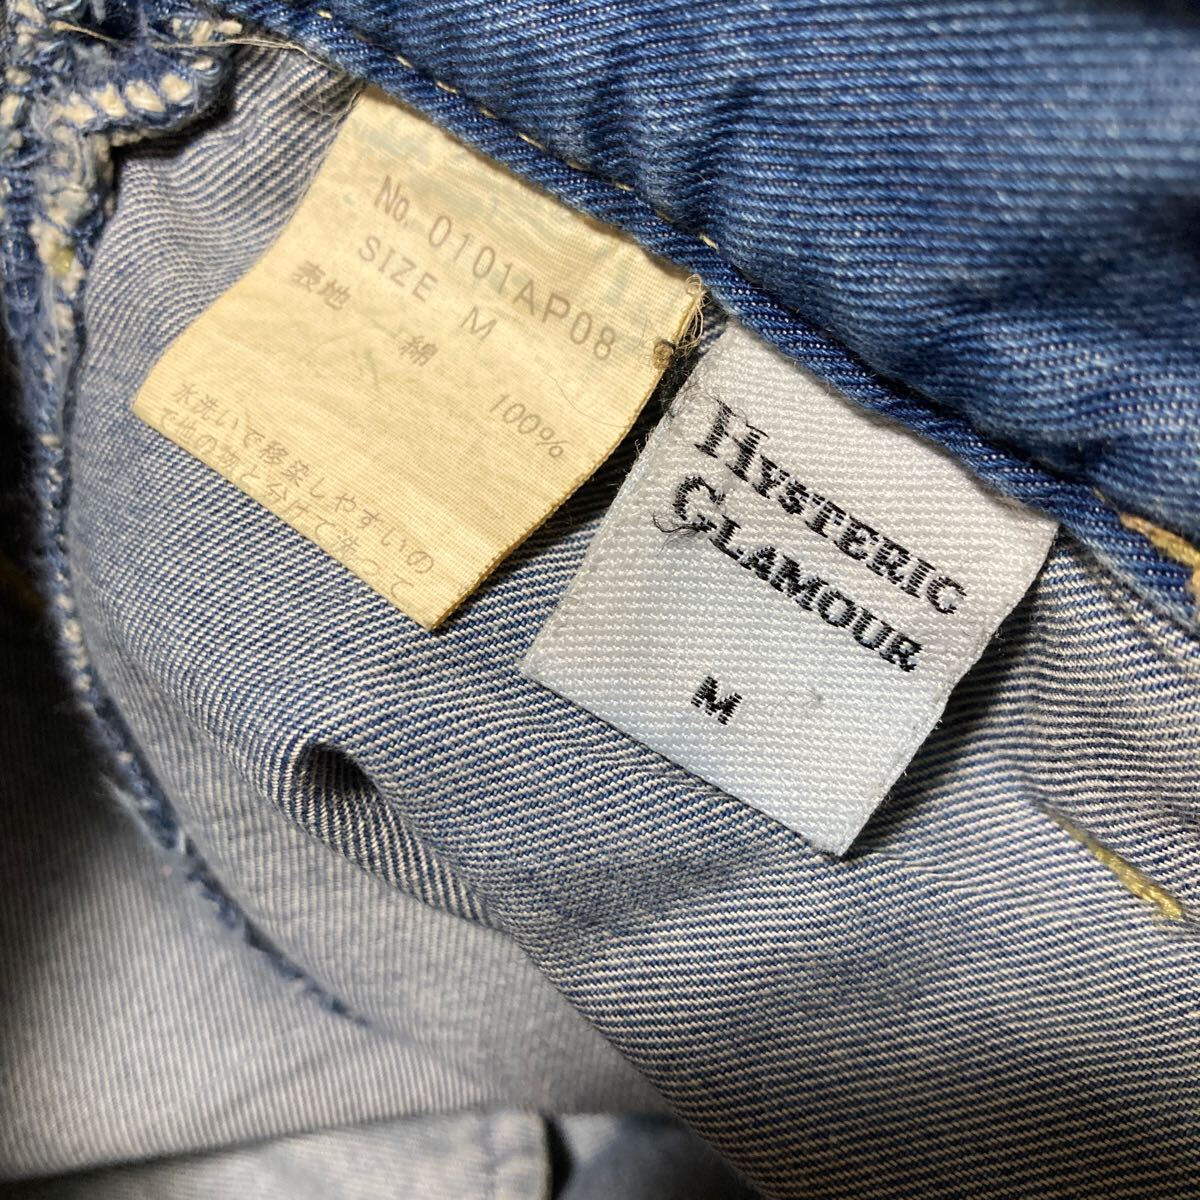 No. 0101AP08
SIZE M
表地 綿 100%
水洗いで移染しやすいの
で他の物と分けて洗って
HYSTERIC
GLAMOUR
M